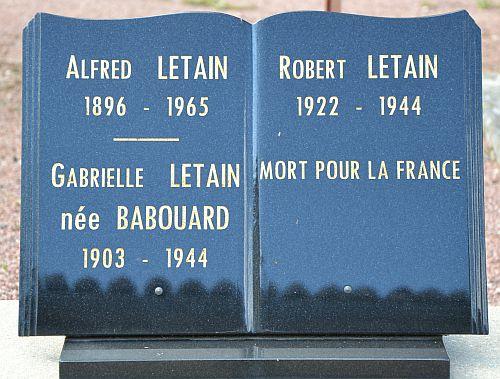 ALFRED LETAIN
1896 - 1965
GABRIELLE LETAIN
née BABOUARD
1903 - 1944
ROBERT LETAIN
1922 - 1944
MORT POUR LA FRANCE